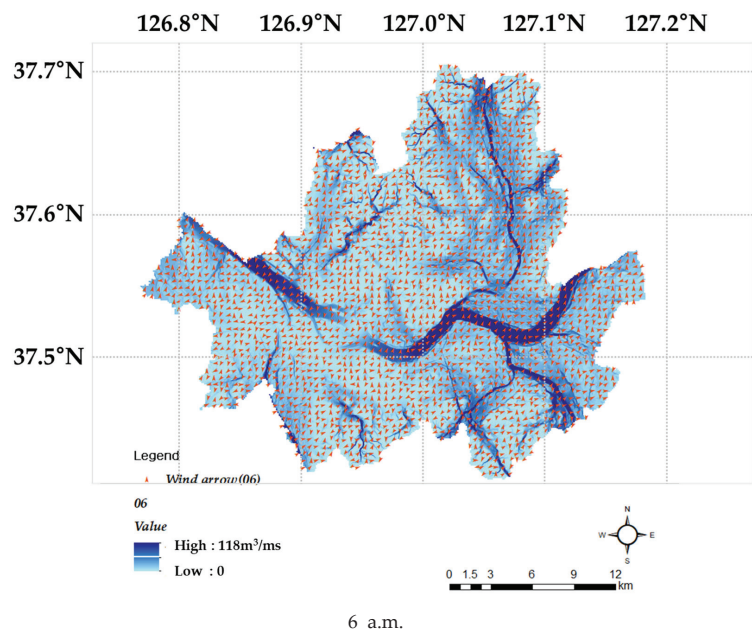 126.8°N 126.9°N 127.0°N 127.1°N 127.2°N
37.7°N
37.6°N
37.5°N
Legend
Wind arrow(06)
06
Value
High : 118m³/ms
Low : 0
N
W E
S
0 1.5 3 6 9 12
km
6 a.m.